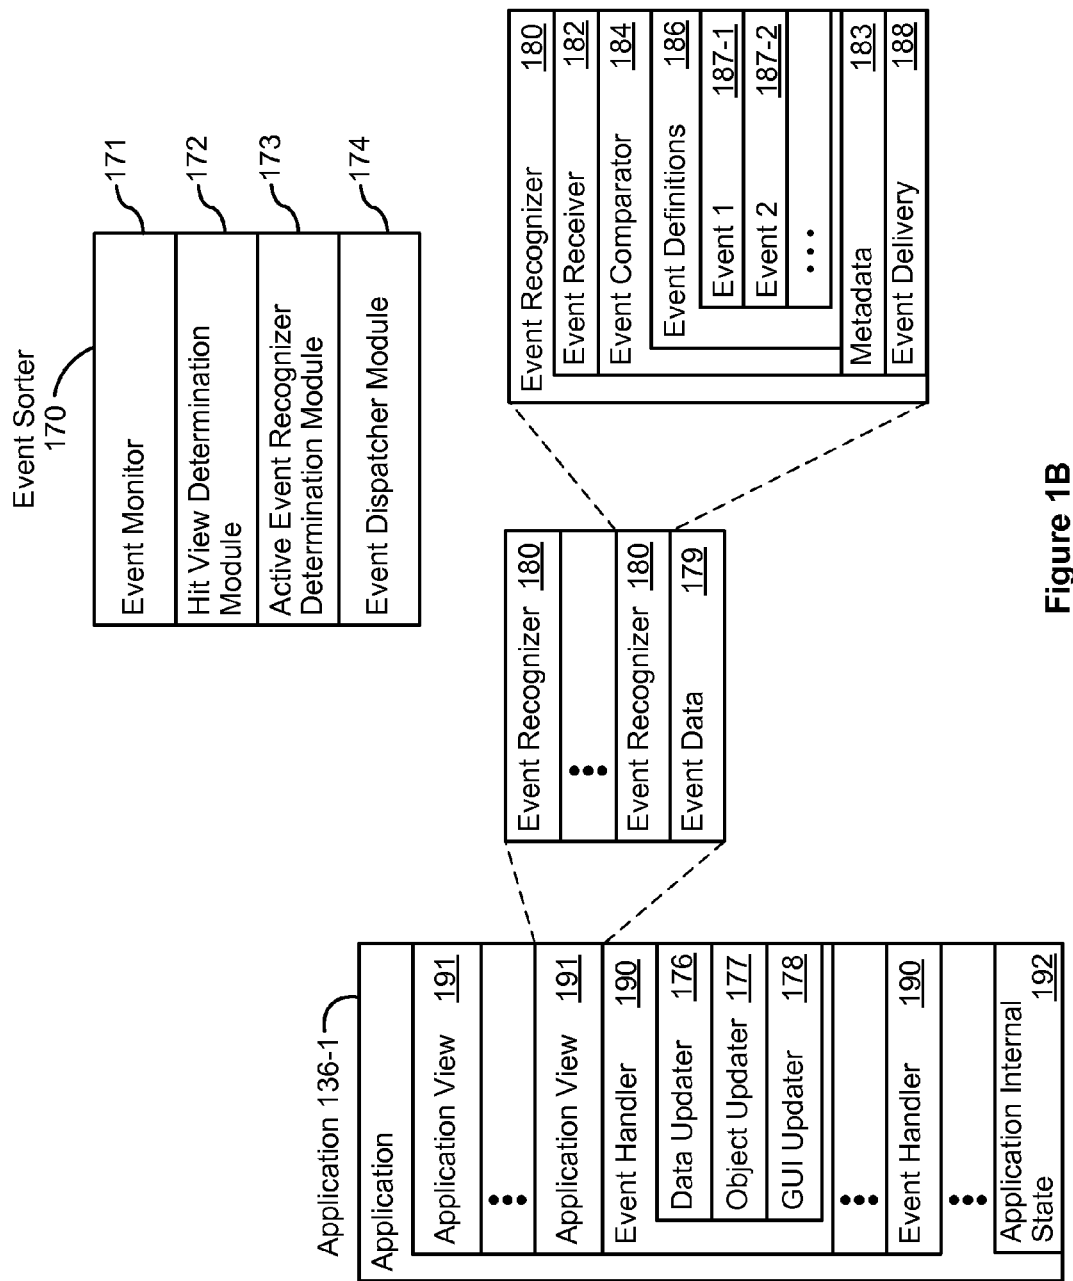 Event Sorter
170
Event Monitor
171
Hit View Determination
Module
172
Active Event Recognizer
Determination Module
173
Event Dispatcher Module
174
Application 136-1
Application
Application View 191
Application View 191
Event Handler 190
Data Updater 176
Object Updater 177
GUI Updater 178
Event Handler 190
Application Internal
State 192
Event Recognizer 180
Event Recognizer 180
Event Data 179
Event Recognizer 180
Event Receiver 182
Event Comparator 184
Event Definitions 186
Event 1 187-1
Event 2 187-2
Metadata 183
Event Delivery 188
Figure 1B